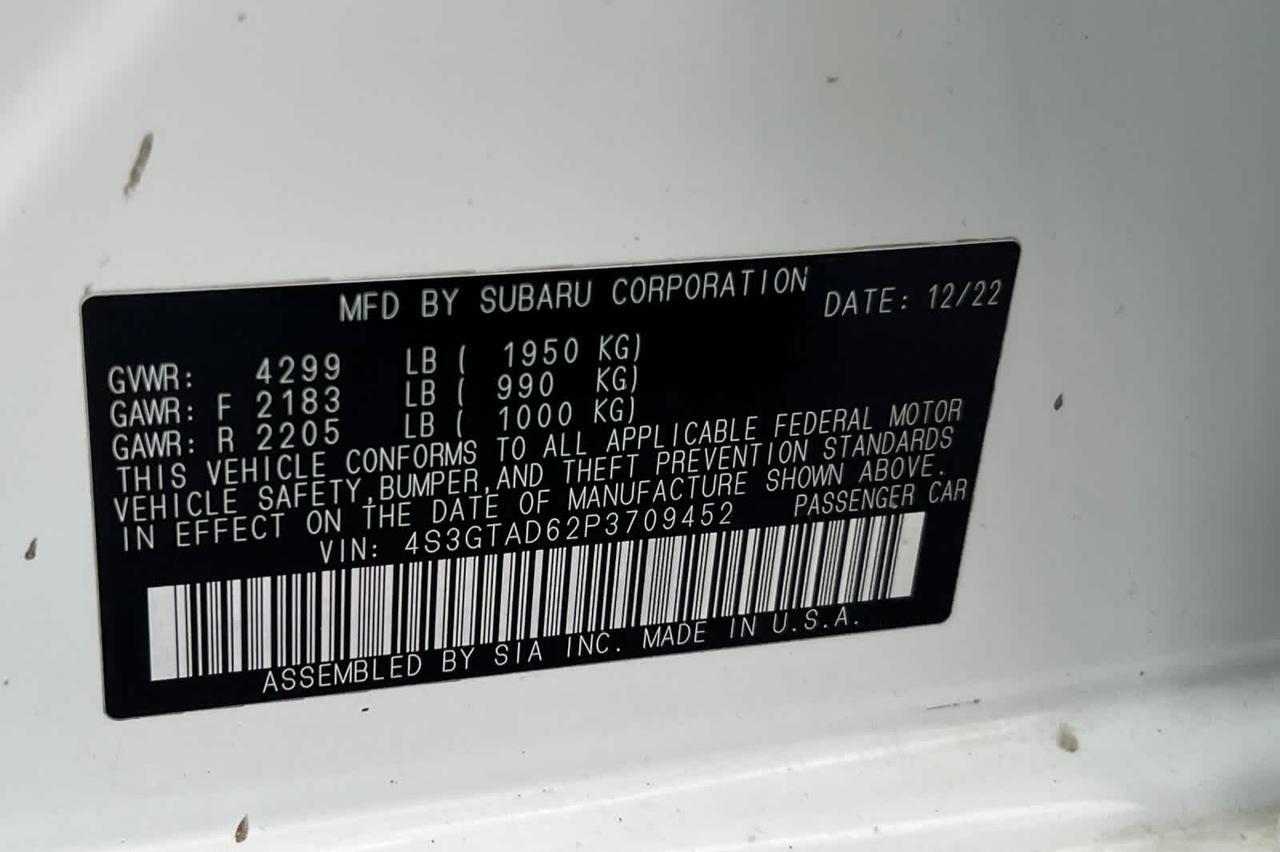 MFD BY SUBARU CORPORATION DATE: 12/22
GVWR: 4299 LB ( 1950 KG)
GAWR: F 2183 LB ( 990 KG)
GAWR: R 2205 LB ( 1000 KG)
THIS VEHICLE CONFORMS TO ALL APPLICABLE FEDERAL MOTOR
VEHICLE SAFETY,BUMPER,AND THEFT PREVENTION STANDARDS
IN EFFECT ON THE DATE OF MANUFACTURE SHOWN ABOVE.
VIN: 4S3GTAD62P3709452 PASSENGER CAR
ASSEMBLED BY SIA INC. MADE IN U.S.A.